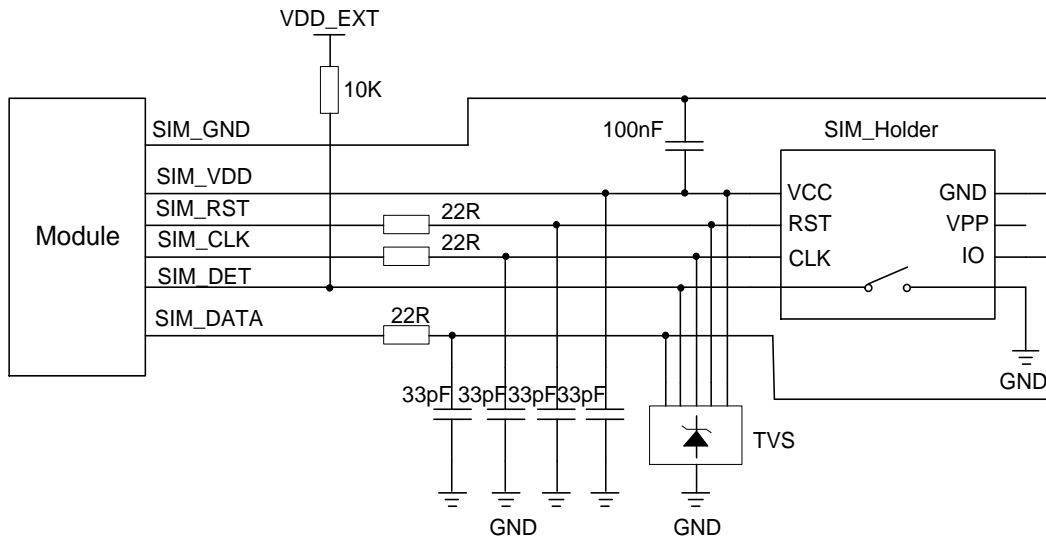 VDD_EXT
10K
SIM_GND
100nF
SIM_Holder
SIM_VDD
VCC
GND
SIM_RST
22R
RST
VPP
Module
SIM_CLK
22R
CLK
IO
SIM_DET
SIM_DATA
22R
GND
33pF 33pF 33pF 33pF
TVS
GND
GND